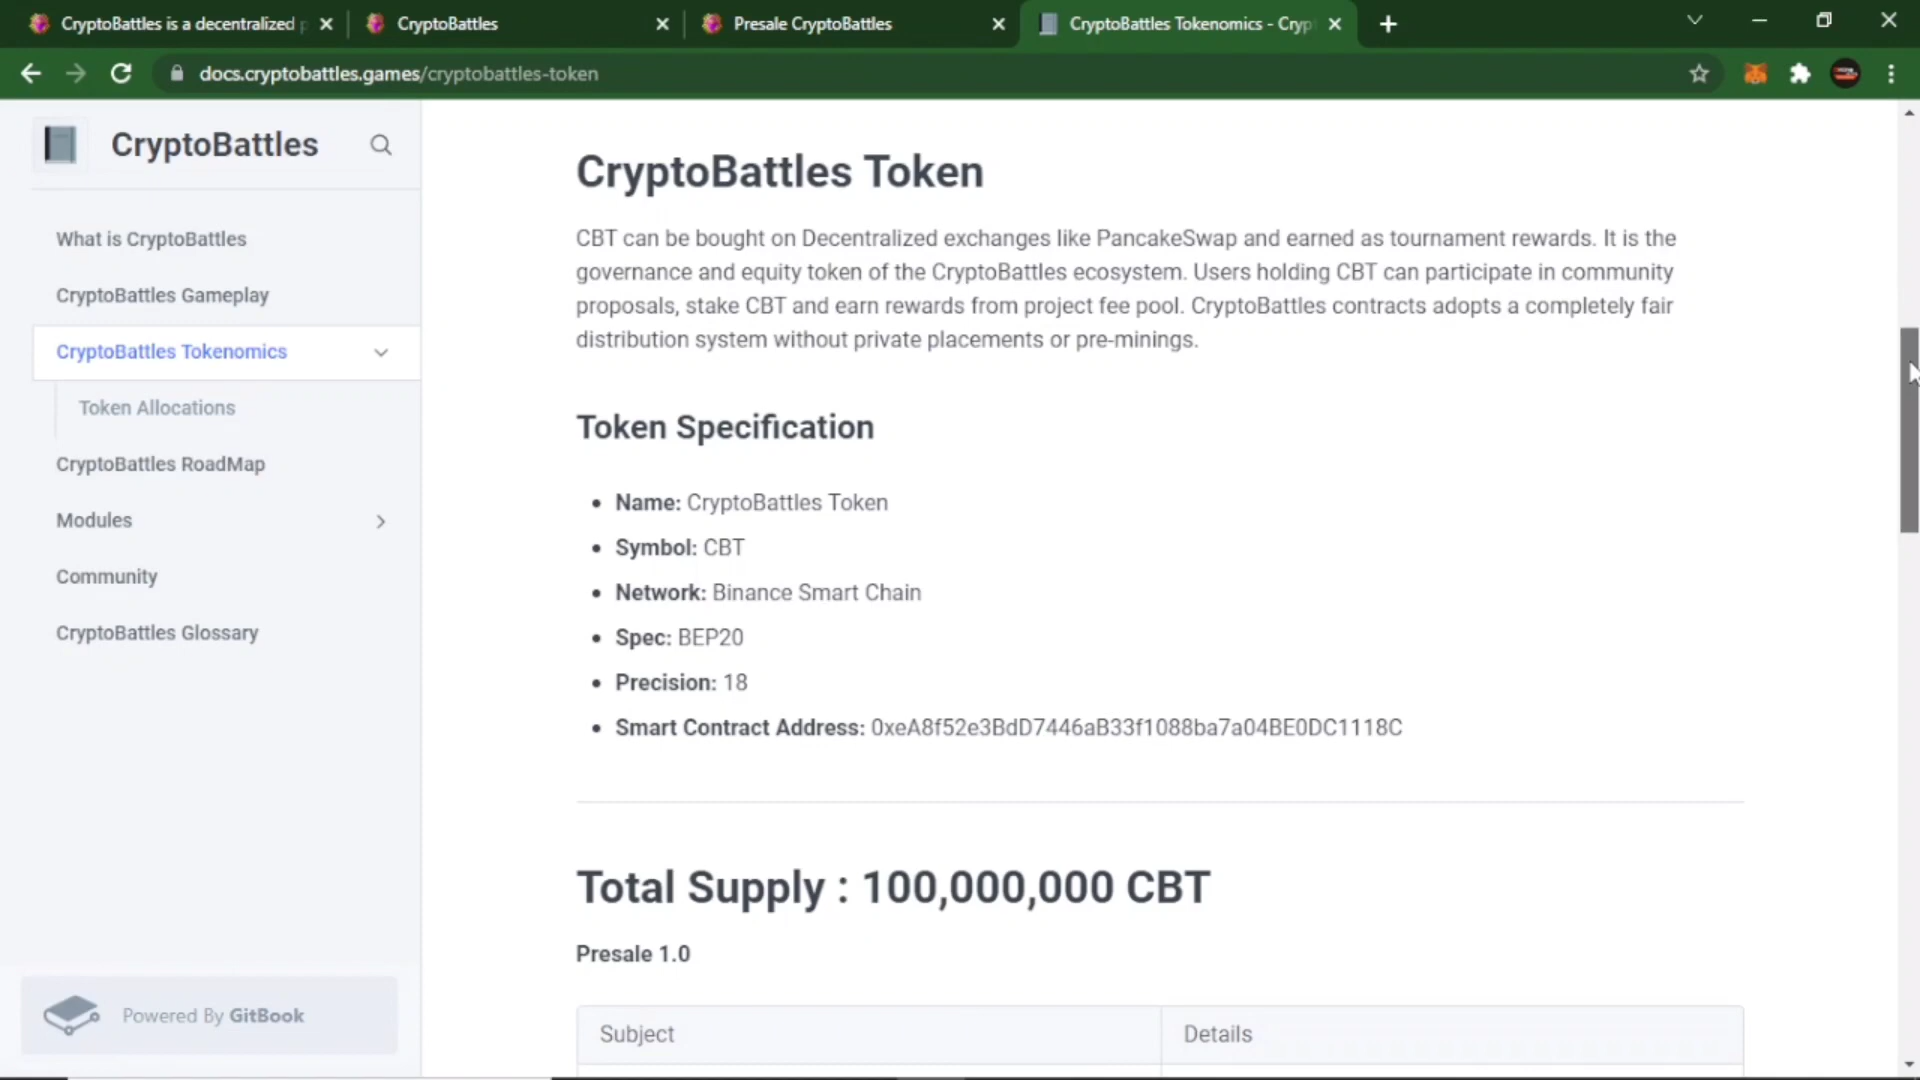 CryptoBattles is a decentralized p
CryptoBattles
Presale CryptoBattles
CryptoBattles Tokenomics - Cryp
docs.cryptobattles.games/cryptobattles-token
CryptoBattles
What is CryptoBattles
CryptoBattles Gameplay
CryptoBattles Tokenomics
Token Allocations
CryptoBattles RoadMap
Modules
Community
CryptoBattles Glossary
Powered By GitBook
CryptoBattles Token
CBT can be bought on Decentralized exchanges like PancakeSwap and earned as tournament rewards. It is the
governance and equity token of the CryptoBattles ecosystem. Users holding CBT can participate in community
proposals, stake CBT and earn rewards from project fee pool. CryptoBattles contracts adopts a completely fair
distribution system without private placements or pre-minings.
Token Specification
• Name: CryptoBattles Token
• Symbol: CBT
• Network: Binance Smart Chain
• Spec: BEP20
• Precision: 18
• Smart Contract Address: 0xeA8f52e3BdD7446aB33f1088ba7a04BE0DC1118C
Total Supply : 100,000,000 CBT
Presale 1.0
Subject Details